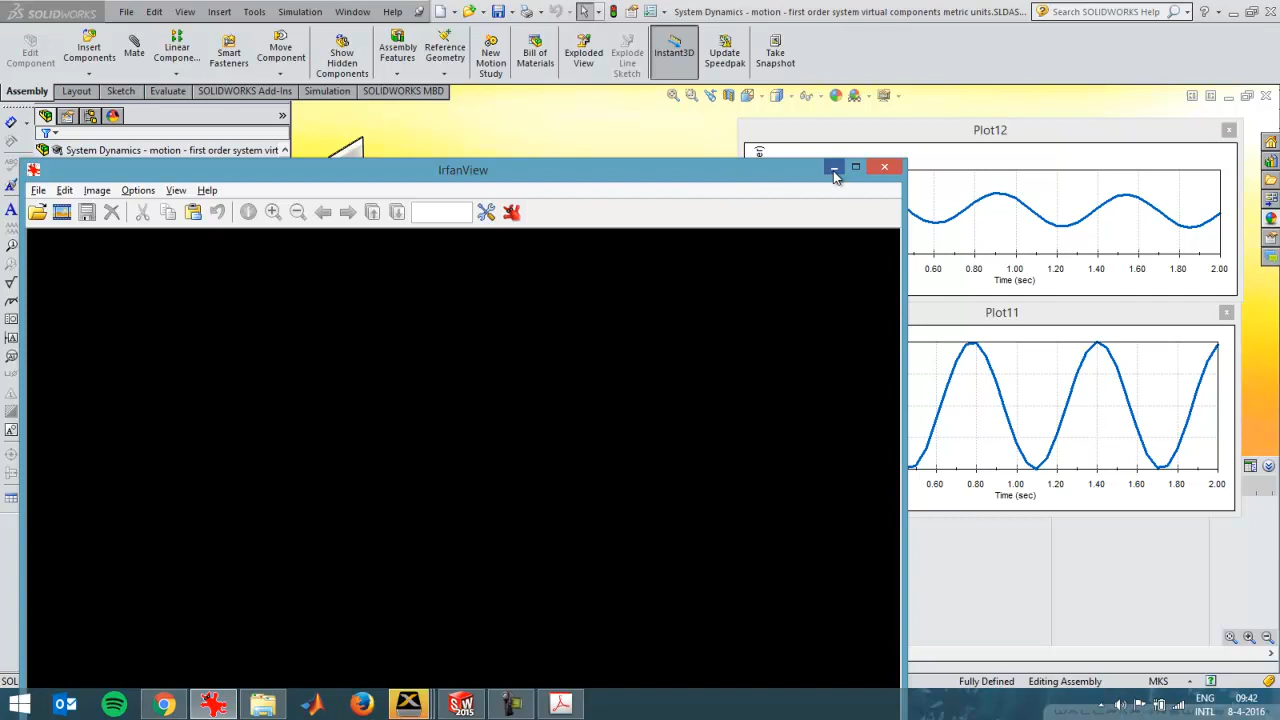 SOLIDWORKS File Edit View Insert Tools Simulation Window Help System Dynamics - motion - first order system virtual components metric units.SLDAS... Search SOLIDWORKS Help
Edit Component
Insert Components
Mate
Linear Compone...
Smart Fasteners
Move Component
Show Hidden Components
Assembly Features
Reference Geometry
New Motion Study
Bill of Materials
Exploded View
Explode Line Sketch
Instant3D
Update Speedpak
Take Snapshot
Assembly Layout Sketch Evaluate SOLIDWORKS Add-Ins Simulation SOLIDWORKS MBD
System Dynamics - motion - first order system virt
Plot12
0.60 0.80 1.00 1.20 1.40 1.60 1.80 2.00
Time (sec)
Plot11
0.60 0.80 1.00 1.20 1.40 1.60 1.80 2.00
Time (sec)
IrfanView
File Edit Image Options View Help
SOL
Fully Defined Editing Assembly MKS
SW 2015
ENG
INTL
09:42
8-4-2016